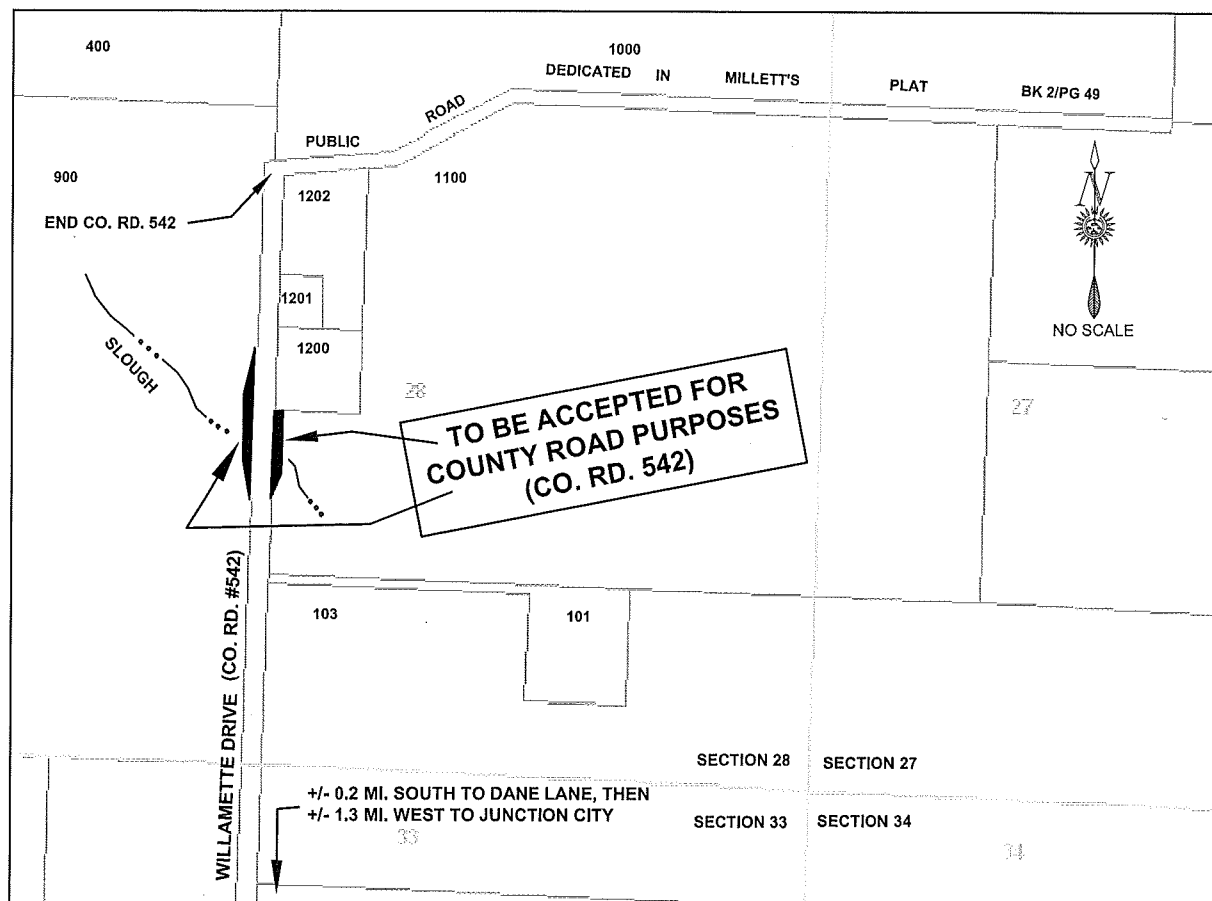 400
1000
DEDICATED IN MILLETT'S PLAT BK 2/PG 49
ROAD
PUBLIC
900
1100
1202
END CO. RD. 542
N
1201
NO SCALE
1200
SLOUGH
28
27
TO BE ACCEPTED FOR
COUNTY ROAD PURPOSES
(CO. RD. 542)
WILLAMETTE DRIVE (CO. RD. #542)
103
101
SECTION 28
SECTION 27
+/- 0.2 MI. SOUTH TO DANE LANE, THEN
+/- 1.3 MI. WEST TO JUNCTION CITY
SECTION 33
SECTION 34
33
34